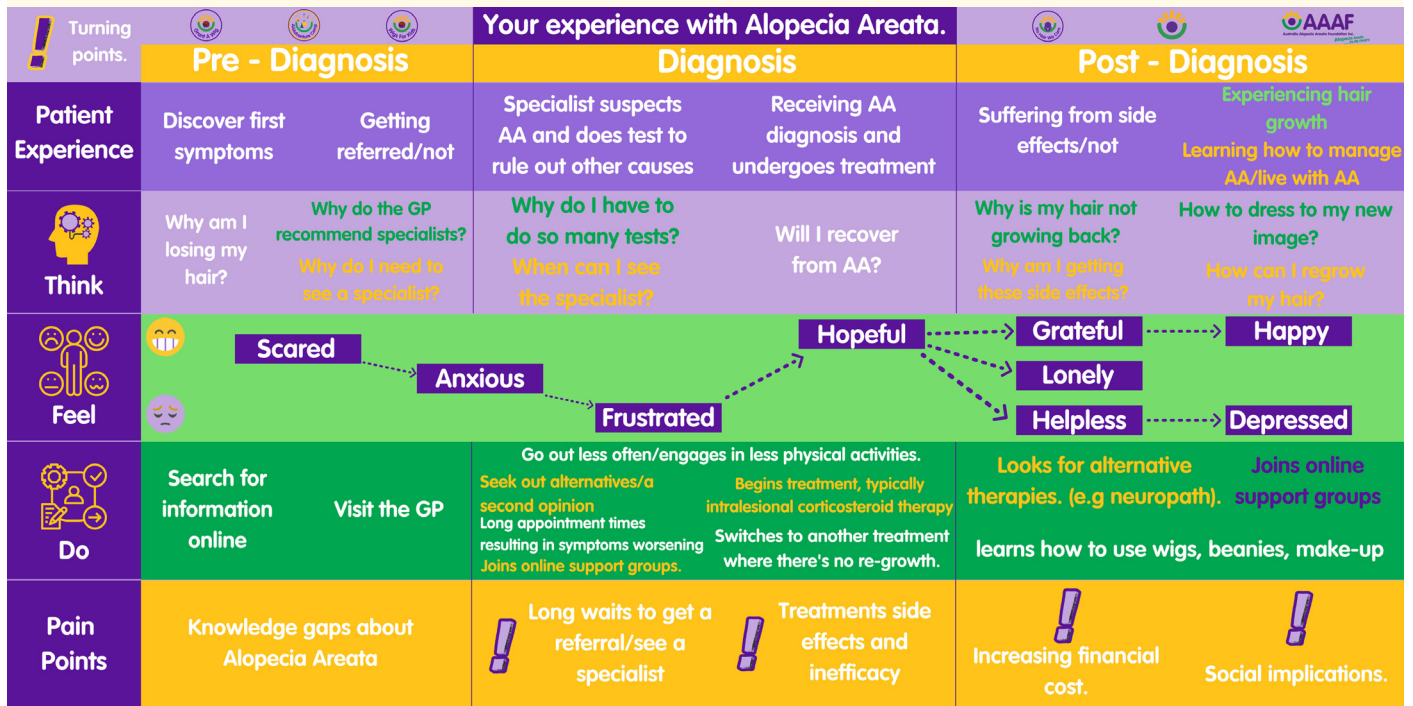 Turning
points.
Your experience with Alopecia Areata.
AAAF
Australia Alopecia Areata Foundation Inc.
Pre - Diagnosis
Diagnosis
Post - Diagnosis
Patient
Experience
Discover first
symptoms
Getting
referred/not
Specialist suspects
AA and does test to
rule out other causes
Receiving AA
diagnosis and
undergoes treatment
Suffering from side
effects/not
Experiencing hair
growth
Learning how to manage
AA/live with AA
Think
Why am I
losing my
hair?
Why do the GP
recommend specialists?
Why do I need to
see a specialist?
Why do I have to
do so many tests?
When can I see
the specialist?
Will I recover
from AA?
Why is my hair not
growing back?
Why am I getting
these side effects?
How to dress to my new
image?
How can I regrow
my hair?
Feel
Scared
Anxious
Frustrated
Hopeful
Grateful
Happy
Lonely
Helpless
Depressed
Do
Search for
information
online
Visit the GP
Go out less often/engages in less physical activities.
Seek out alternatives/a
second opinion
Long appointment times
resulting in symptoms worsening
Joins online support groups.
Begins treatment, typically
intralesional corticosteroid therapy
Switches to another treatment
where there's no re-growth.
Looks for alternative
therapies. (e.g neuropath).
Joins online
support groups
learns how to use wigs, beanies, make-up
Pain
Points
Knowledge gaps about
Alopecia Areata
Long waits to get a
referral/see a
specialist
Treatments side
effects and
inefficacy
Increasing financial
cost.
Social implications.